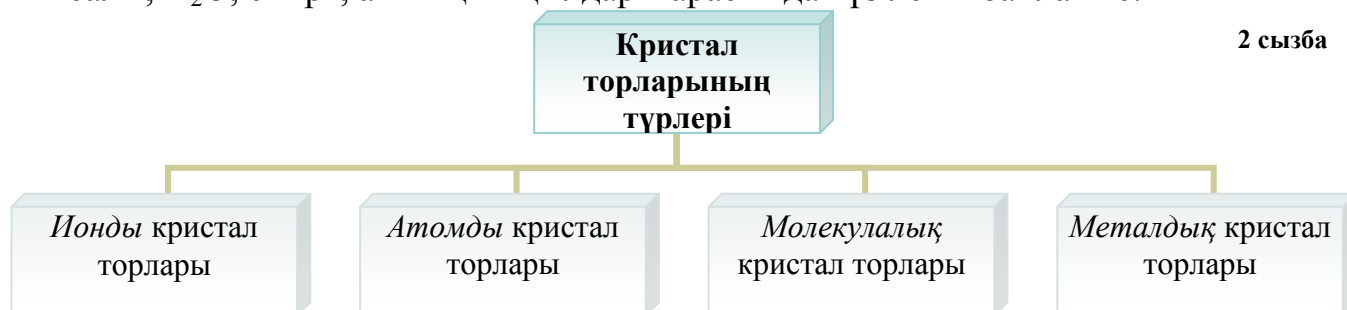 Кристал
торларының
түрлері
2 сызба
Ионды кристал
торлары
Атомды кристал
торлары
Молекулалық
кристал торлары
Металдық кристал
торлары